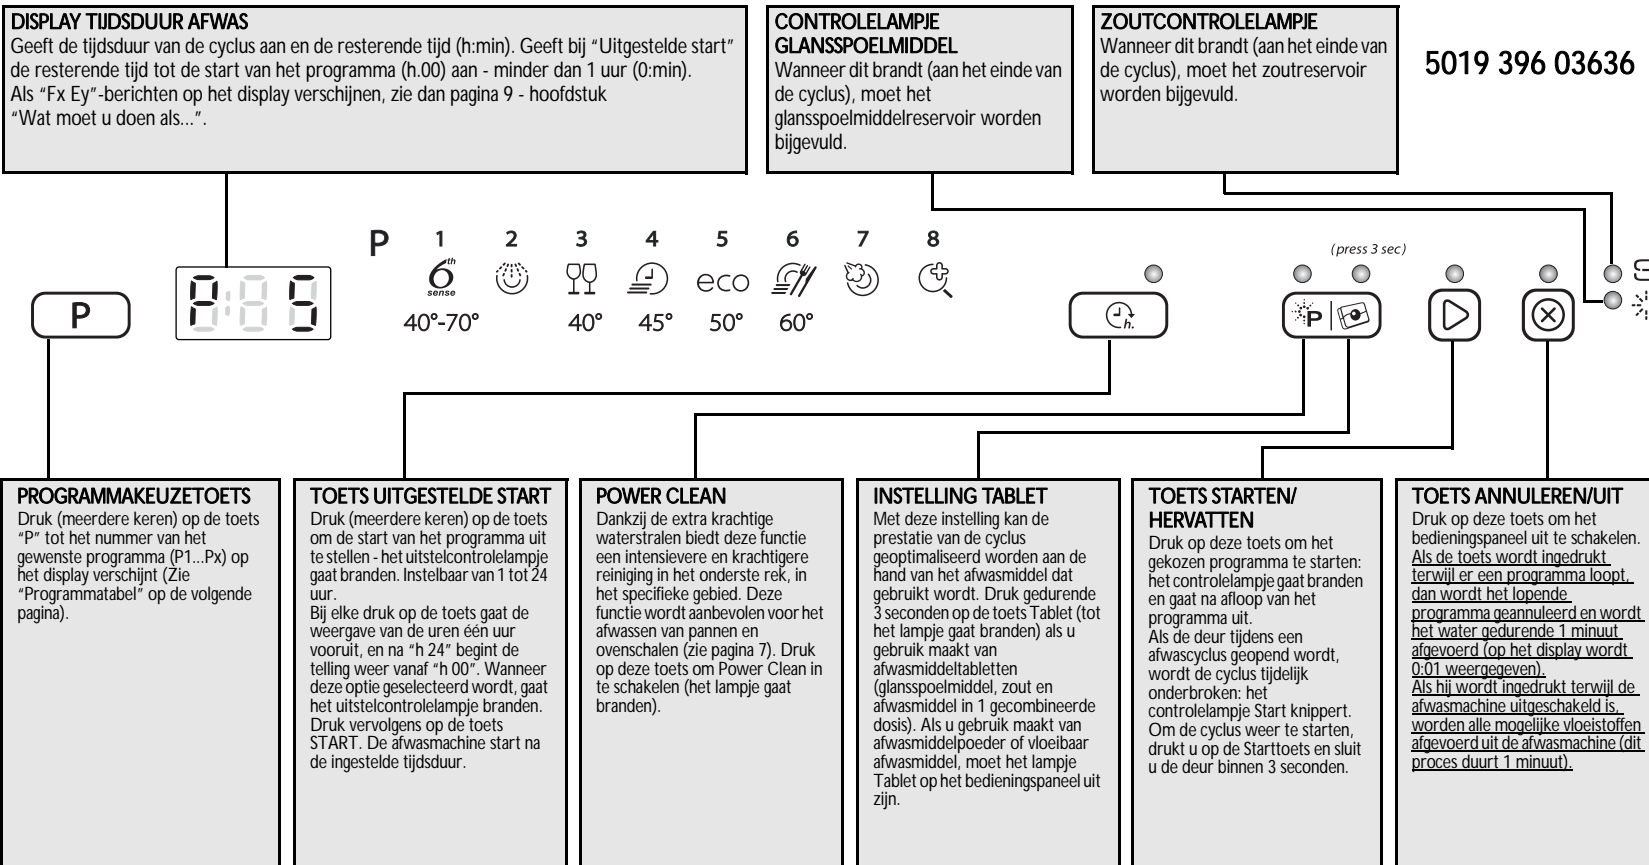 DISPLAY TIJDSDUUR AFWAS
Geeft de tijdsduur van de cyclus aan en de resterende tijd (h:min). Geeft bij “Uitgestelde start”
de resterende tijd tot de start van het programma (h.00) aan - minder dan 1 uur (0:min).
Als “Fx Ey”-berichten op het display verschijnen, zie dan pagina 9 - hoofdstuk
“Wat moet u doen als...”.
CONTROLELAMPJE
GLANSSPOELMIDDEL
Wanneer dit brandt (aan het einde van
de cyclus), moet het
glansspoelmiddelreservoir worden
bijgevuld.
ZOUTCONTROLELAMPJE
Wanneer dit brandt (aan het einde van
de cyclus), moet het zoutreservoir
worden bijgevuld.
5019 396 03636
P 1 2 3 4 5 6 7 8
(press 3 sec)
6th
sense
eco
40°-70° 40° 45° 50° 60°
P
P 5
h.
P
PROGRAMMAKEUZETOETS
Druk (meerdere keren) op de toets
“P” tot het nummer van het
gewenste programma (P1...Px) op
het display verschijnt (Zie
“Programmatabel” op de volgende
pagina).
TOETS UITGESTELDE START
Druk (meerdere keren) op de toets
om de start van het programma uit
te stellen - het uitstelcontrolelampje
gaat branden. Instelbaar van 1 tot 24
uur.
Bij elke druk op de toets gaat de
weergave van de uren één uur
vooruit, en na “h 24” begint de
telling weer vanaf “h 00”. Wanneer
deze optie geselecteerd wordt, gaat
het uitstelcontrolelampje branden.
Druk vervolgens op de toets
START. De afwasmachine start na
de ingestelde tijdsduur.
POWER CLEAN
Dankzij de extra krachtige
waterstralen biedt deze functie
een intensievere en krachtigere
reiniging in het onderste rek, in
het specifieke gebied. Deze
functie wordt aanbevolen voor het
afwassen van pannen en
ovenschalen (zie pagina 7). Druk
op deze toets om Power Clean in
te schakelen (het lampje gaat
branden).
INSTELLING TABLET
Met deze instelling kan de
prestatie van de cyclus
geoptimaliseerd worden aan de
hand van het afwasmiddel dat
gebruikt wordt. Druk gedurende
3 seconden op de toets Tablet (tot
het lampje gaat branden) als u
gebruik maakt van
afwasmiddeltabletten
(glansspoelmiddel, zout en
afwasmiddel in 1 gecombineerde
dosis). Als u gebruik maakt van
afwasmiddelpoeder of vloeibaar
afwasmiddel, moet het lampje
Tablet op het bedieningspaneel uit
zijn.
TOETS STARTEN/
HERVATTEN
Druk op deze toets om het
gekozen programma te starten:
het controlelampje gaat branden
en gaat na afloop van het
programma uit.
Als de deur tijdens een
afwascyclus geopend wordt,
wordt de cyclus tijdelijk
onderbroken: het
controlelampje Start knippert.
Om de cyclus weer te starten,
drukt u op de Starttoets en sluit
u de deur binnen 3 seconden.
TOETS ANNULEREN/UIT
Druk op deze toets om het
bedieningspaneel uit te schakelen.
Als de toets wordt ingedrukt
terwijl er een programma loopt,
dan wordt het lopende
programma geannuleerd en wordt
het water gedurende 1 minuut
afgevoerd (op het display wordt
0:01 weergegeven).
Als hij wordt ingedrukt terwijl de
afwasmachine uitgeschakeld is,
worden alle mogelijke vloeistoffen
afgevoerd uit de afwasmachine (dit
proces duurt 1 minuut).